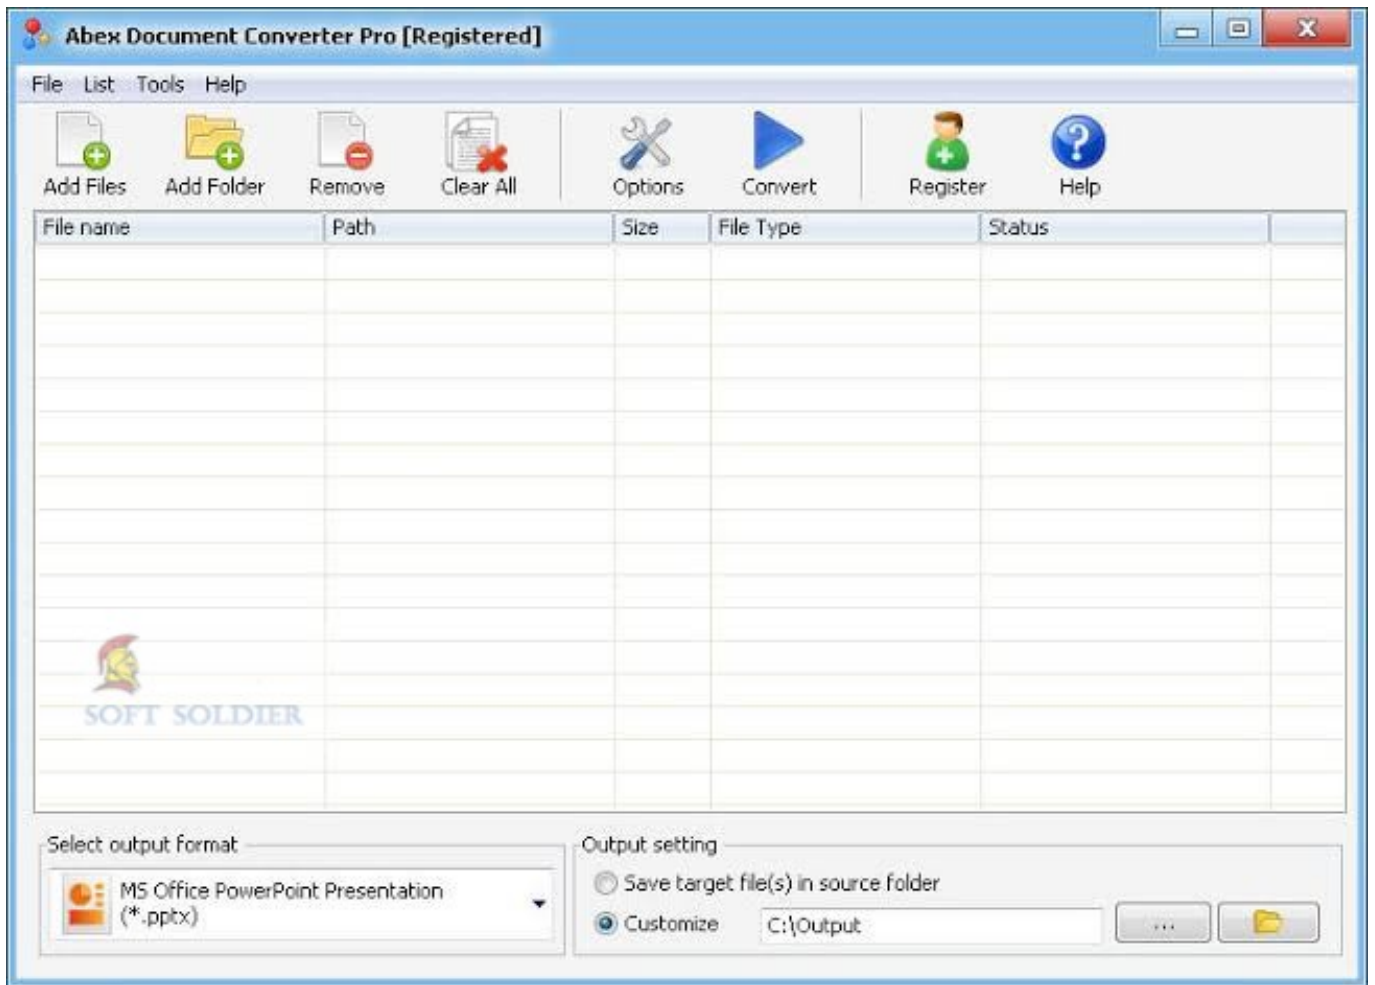 Abex Document Converter Pro [Registered]
File List Tools Help
Add Files Add Folder Remove Clear All Options Convert Register Help
File name Path Size File Type Status
SOFT SOLDIER
Select output format
MS Office PowerPoint Presentation
(*.pptx)
Output setting
Save target file(s) in source folder
Customize C:\Output ...